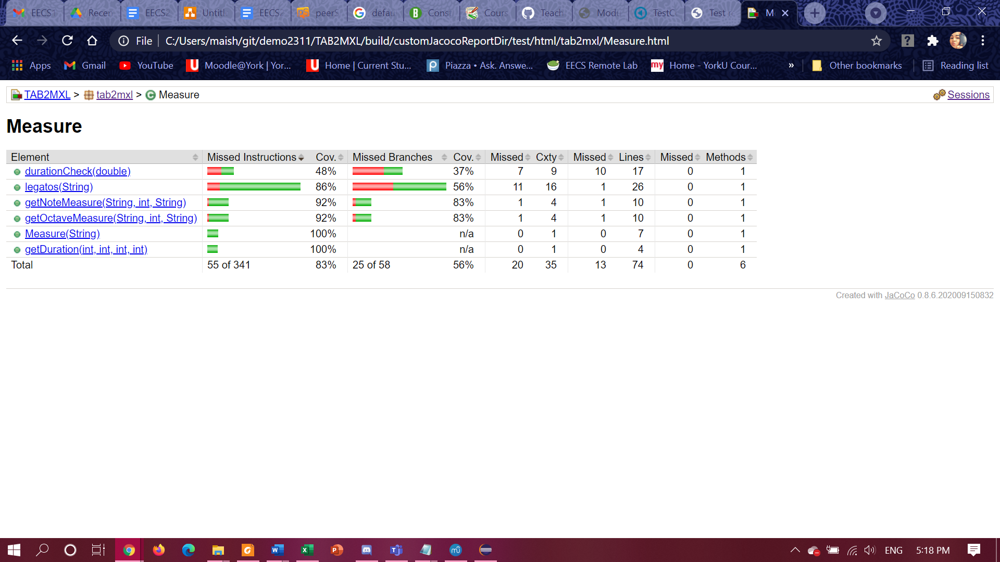 EECS1 Recen EECS2 Untitl EECS2 peerS defau Const Cours Teach Modu TestC Test re M
File C:/Users/maish/git/demo2311/TAB2MXL/build/customJacocoReportDir/test/html/tab2mxl/Measure.html
Apps Gmail YouTube Moodle@York | Yor... Home | Current Stu... Piazza • Ask. Answe... EECS Remote Lab my Home - YorkU Cour... » Other bookmarks Reading list
TAB2MXL > tab2mxl > C Measure Sessions
Measure
Element Missed Instructions Cov. Missed Branches Cov. Missed Cxty Missed Lines Missed Methods
durationCheck(double) 48% 37% 7 9 10 17 0 1
legatos(String) 86% 56% 11 16 1 26 0 1
getNoteMeasure(String, int, String) 92% 83% 1 4 1 10 0 1
getOctaveMeasure(String, int, String) 92% 83% 1 4 1 10 0 1
Measure(String) 100% n/a 0 1 0 7 0 1
getDuration(int, int, int, int) 100% n/a 0 1 0 4 0 1
Total 55 of 341 83% 25 of 58 56% 20 35 13 74 0 6
Created with JaCoCo 0.8.6.202009150832
ENG 5:18 PM